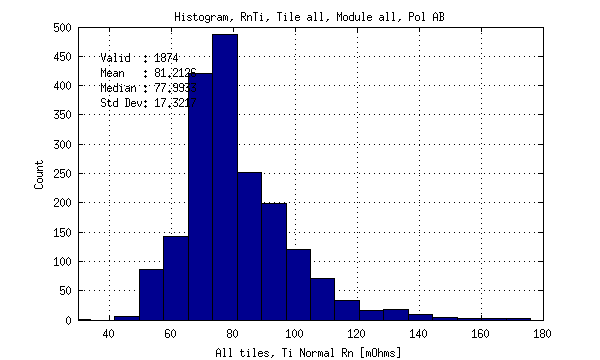 Histogram, RnTi, Tile all, Module all, Pol AB
500
450
400
350
300
250
200
150
100
50
0
Valid : 1874
Mean : 81.2126
Median : 77.993
Std Dev: 17.321
Count
40 60 80 100 120 140 160 180
All tiles, Ti Normal Rn [mOhms]